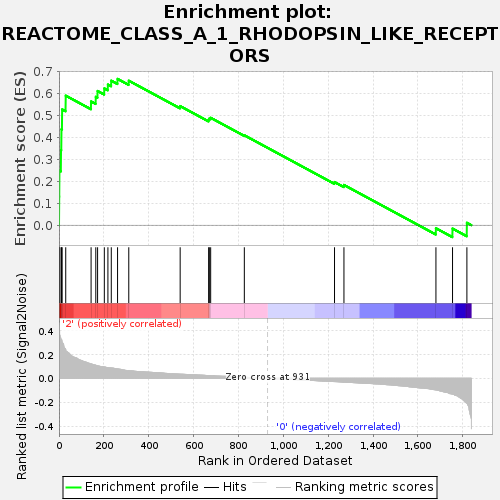 Enrichment plot:
REACTOME_CLASS_A_1_RHODOPSIN_LIKE_RECEPT
ORS
Enrichment score (ES)
0.7
0.6
0.5
0.4
0.3
0.2
0.1
0.0
'2' (positively correlated)
Ranked list metric (Signal2Noise)
0.4
0.2
0.0
-0.2
-0.4
Zero cross at 931
'0' (negatively correlated)
0 200 400 600 800 1,000 1,200 1,400 1,600 1,800
Rank in Ordered Dataset
Enrichment profile Hits Ranking metric scores